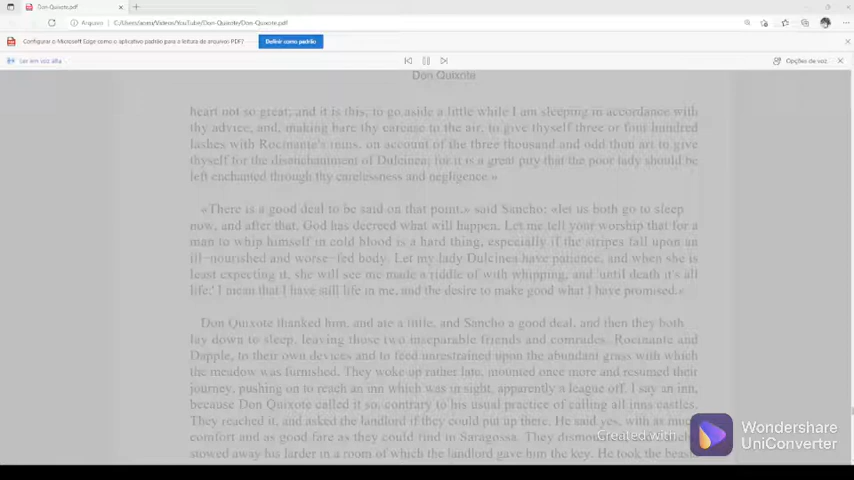 Don-Quixote.pdf
Arquivo C:/Users/acess/Videos/YouTube/Don-Quixote/Don-Quixote.pdf
Configurar o Microsoft Edge como o aplicativo padrão para a leitura de arquivos PDF? Definir como padrão
Ler em voz alta Opções de voz
Don Quixote
heart not so great; and it is this, to go aside a little while I am sleeping in accordance with
thy advice, and, making bare thy carcase to the air, to give thyself three or four hundred
lashes with Rocinante's reins, on account of the three thousand and odd thou art to give
thyself for the disenchantment of Dulcinea; for it is a great pity that the poor lady should be
left enchanted through thy carelessness and negligence.»
«There is a good deal to be said on that point,» said Sancho; «let us both go to sleep
now, and after that, God has decreed what will happen. Let me tell your worship that for a
man to whip himself in cold blood is a hard thing, especially if the stripes fall upon an
ill-nourished and worse-fed body. Let my lady Dulcinea have patience, and when she is
least expecting it, she will see me made a riddle of with whipping, and 'until death it's all
life;' I mean that I have still life in me, and the desire to make good what I have promised.»
Don Quixote thanked him, and ate a little, and Sancho a good deal, and then they both
lay down to sleep, leaving those two inseparable friends and comrades, Rocinante and
Dapple, to their own devices and to feed unrestrained upon the abundant grass with which
the meadow was furnished. They woke up rather late, mounted once more and resumed their
journey, pushing on to reach an inn which was in sight, apparently a league off. I say an inn,
because Don Quixote called it so, contrary to his usual practice of calling all inns castles.
They reached it, and asked the landlord if they could put up there. He said yes, with as much
comfort and as good fare as they could find in Saragossa. They
stowed away his larder in a room of which the landlord gave him the key. He took the beasts
Created with
Wondershare
UniConverter